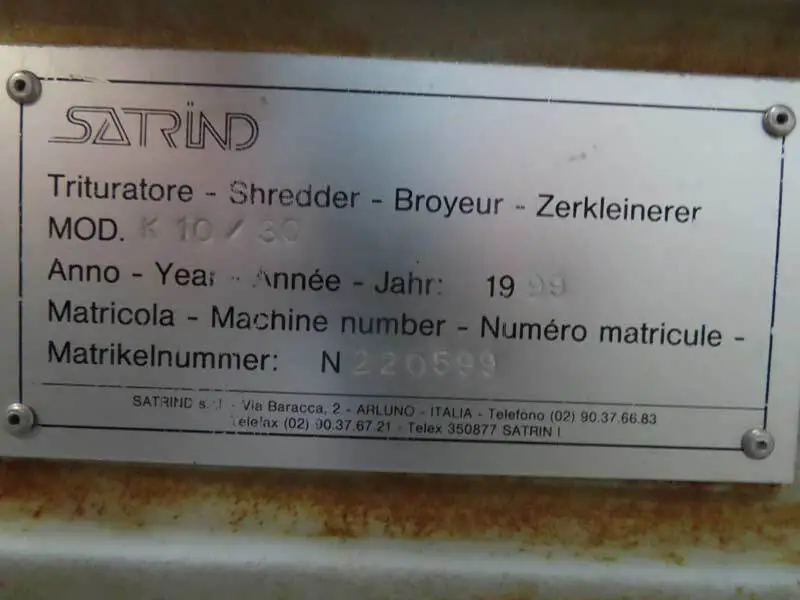 SATRIND
Trituratore - Shredder - Broyeur - Zerkleinerer
MOD. K 10 / 30
Anno - Year - Année - Jahr: 1999
Matricola - Machine number - Numéro matricule -
Matrikelnummer: N 220599
SATRIND s.r.l. - Via Baracca, 2 - ARLUNO - ITALIA - Telefono (02) 90.37.66.83
Telefax (02) 90.37.67.21 - Telex 350877 SATRIN I